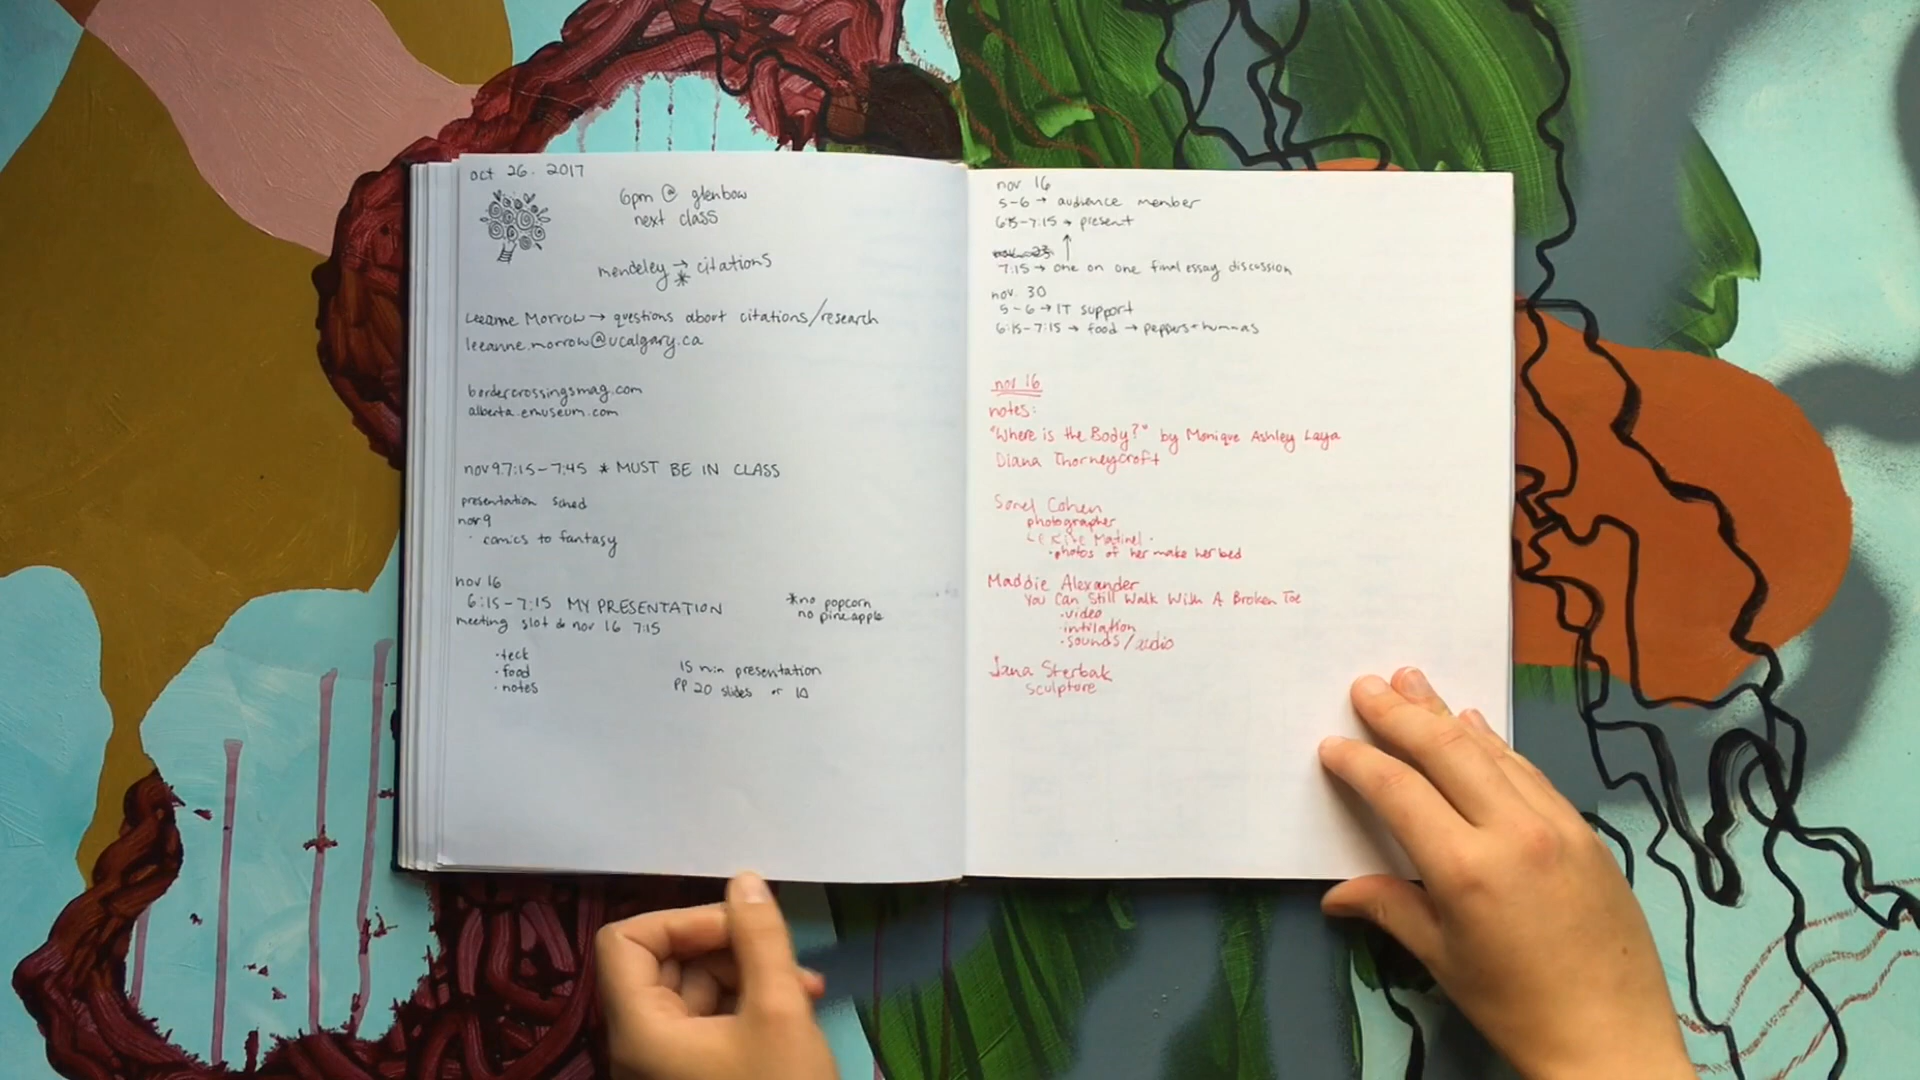 oct 26. 2017
6pm @ glenbow
next class
mendeley → citations
*
Leeanne Morrow → questions about citations/research
leeanne.morrow@ucalgary.ca
bordercrossingsmag.com
alberta.emuseum.com
nov 9 7:15-7:45 * MUST BE IN CLASS
presentation sched
nov 9
· comics to fantasy
nov 16
6:15-7:15 MY PRESENTATION
meeting slot nov 16 7:15
*no popcorn
no pineapple
· teck
· food
· notes
15 min presentation
PP 20 slides or 10
nov 16
5-6 → audience member
6:15-7:15 → present
7:15 → one on one final essay discussion
nov. 30
5-6 → IT support
6:15-7:15 → food → peppers + hummas
nov 16
notes:
"Where is the Body?" by Monique Ashley Laya
Diana Thorneycroft
Sorel Cohen
photographer
Matinel
· photos of her make her bed
Maddie Alexander
You Can Still Walk With A Broken Toe
· video
· intilation
· sounds/audio
Jana Sterbak
sculptore